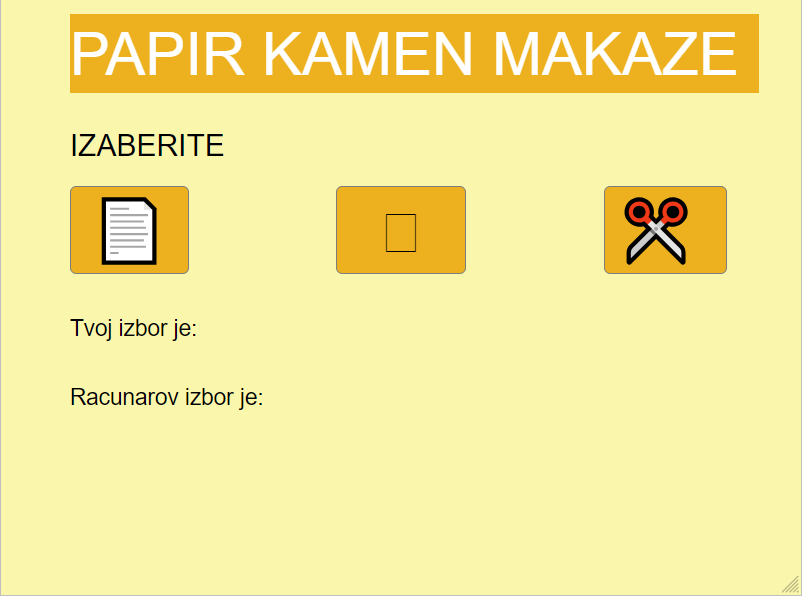 PAPIR KAMEN MAKAZE
IZABERITE
Tvoj izbor je:
Racunarov izbor je: